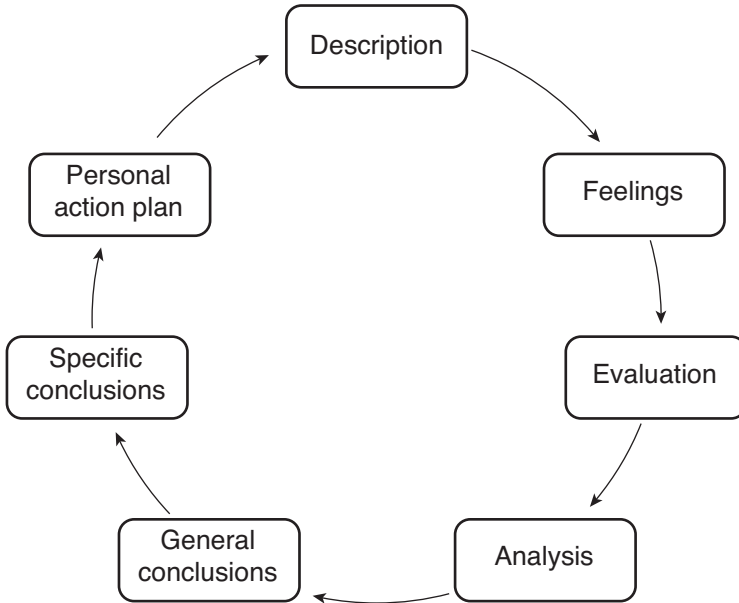 Description
Feelings
Evaluation
Analysis
General
conclusions
Specific
conclusions
Personal
action plan